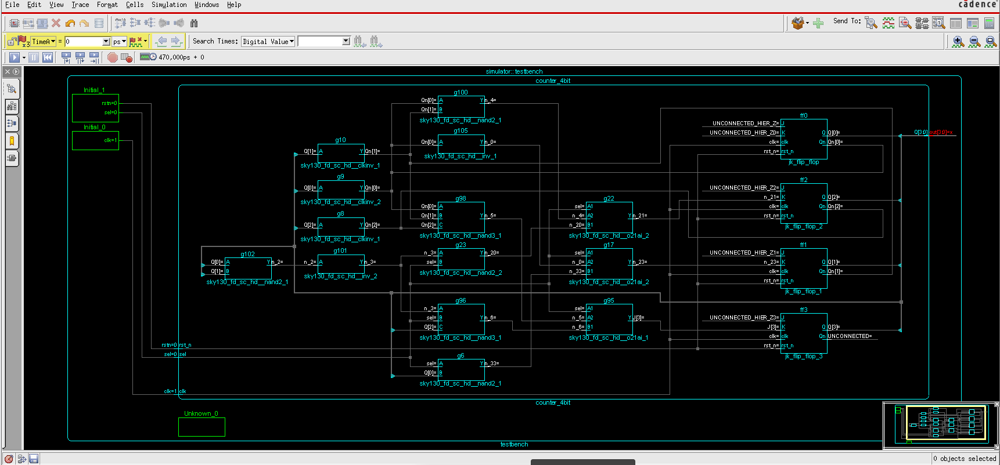 File Edit View Trace Format Cells Simulation Windows Help
cādence
Send To:
x3 TimeA = 0 ps
Search Times: Digital Value
470,000ps + 0
simulator::testbench
counter_4bit
Initial_1
rstn=0
sel=0
Initial_0
clk=1
g100
Qn[0]= A Y n_4=
Qn[1]= B
sky130_fd_sc_hd__nand2_1
g105
Qn[0]= A Y n_0=
sky130_fd_sc_hd__inv_1
g10
Q[1]= A Y Qn[1]=
sky130_fd_sc_hd__clkinv_1
g9
Q[0]= A Y Qn[0]=
sky130_fd_sc_hd__clkinv_2
g8
Q[2]= A Y Qn[2]=
sky130_fd_sc_hd__clkinv_1
g102
Q[0]= A Y n_2=
Q[1]= B
sky130_fd_sc_hd__nand2_1
g101
n_2= A Y n_3=
sky130_fd_sc_hd__inv_2
g98
Qn[0]= A
Qn[1]= B Y n_5=
Qn[2]= C
sky130_fd_sc_hd__nand3_1
g23
n_3= A Y n_20=
sel= B
sky130_fd_sc_hd__nand2_2
g96
n_3= A
sel= B Y n_6=
Q[2]= C
sky130_fd_sc_hd__nand3_1
g6
sel= A Y n_33=
Q[0]= B
sky130_fd_sc_hd__nand2_1
g22
sel= A1
n_4= A2 Y n_21=
n_20= B1
sky130_fd_sc_hd__o21ai_2
g17
sel= A1
n_0= A2 Y n_23=
n_33= B1
sky130_fd_sc_hd__o21ai_2
g95
sel= A1
n_5= A2 Y J[3]=
n_6= B1
sky130_fd_sc_hd__o21ai_1
ff0
UNCONNECTED_HIER_Z= J
UNCONNECTED_HIER_Z0= K Q Q[0]=
clk= clk Qn Qn[0]=
rst_n= rst_n
jk_flip_flop
Q[3:0] out[3:0]=x
ff2
UNCONNECTED_HIER_Z2= J
n_21= K Q Q[2]=
clk= clk Qn Qn[2]=
rst_n= rst_n
jk_flip_flop_2
ff1
UNCONNECTED_HIER_Z1= J
n_23= K Q Q[1]=
clk= clk Qn Qn[1]=
rst_n= rst_n
jk_flip_flop_1
ff3
UNCONNECTED_HIER_Z3= J
J[3]= K Q Q[3]=
clk= clk Qn UNCONNECTED=
rst_n= rst_n
jk_flip_flop_3
rstn=0 rst_n
sel=0 sel
clk=1 clk
counter_4bit
Unknown_0
testbench
0 objects selected